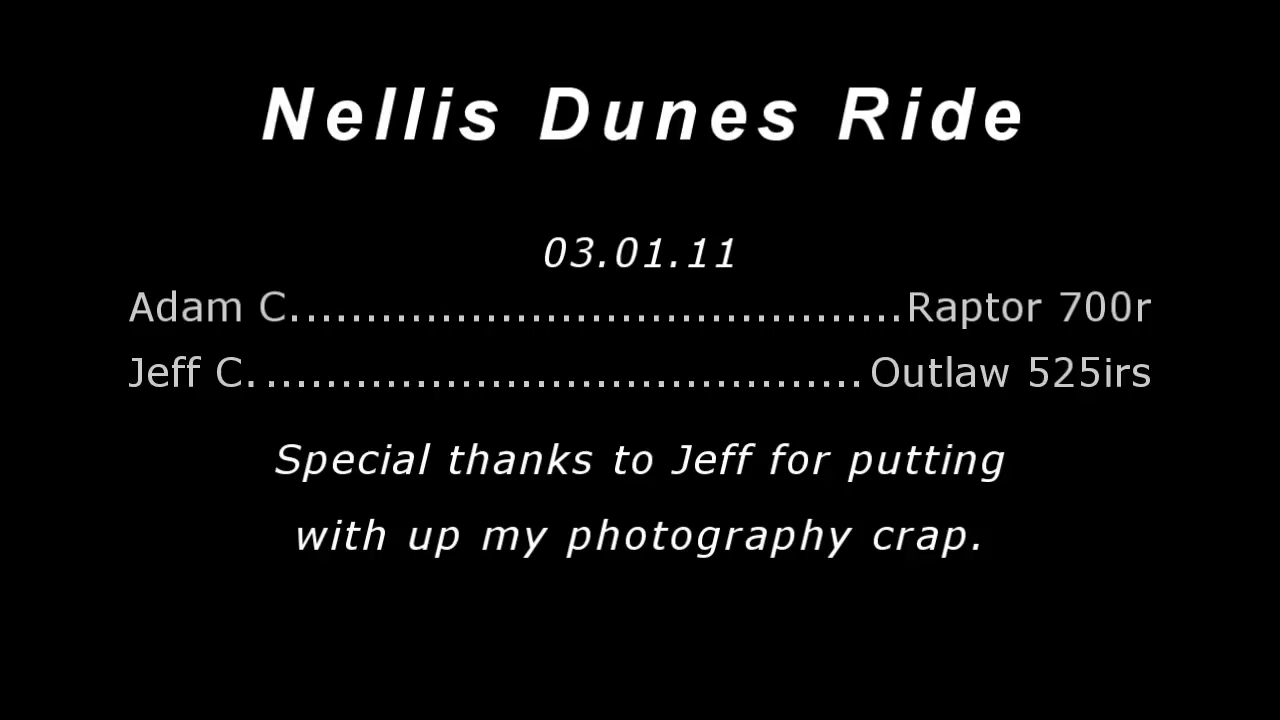 Nellis Dunes Ride
03.01.11
Adam C.........................................Raptor 700r
Jeff C..........................................Outlaw 525irs
Special thanks to Jeff for putting
with up my photography crap.